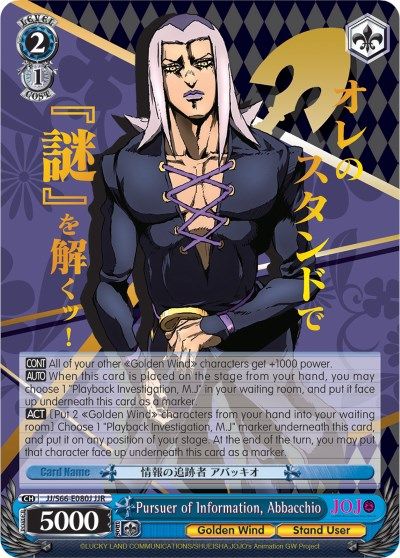 LEVEL
2
1
COST
オレの
スタンドで
『謎』
を解くッ!
CONT All of your other «Golden Wind» characters get +1000 power.
AUTO When this card is placed on the stage from your hand, you may
choose 1 "Playback Investigation, M.J" in your waiting room, and put it face
up underneath this card as a marker.
ACT [Put 2 «Golden Wind» characters from your hand into your waiting
room] Choose 1 "Playback Investigation, M.J" marker underneath this card,
and put it on any position of your stage. At the end of the turn, you may put
that character face up underneath this card as a marker.
Card Name 情報の追跡者 アバッキオ
CH JJ/S66-E080J JJR
5000
Pursuer of Information, Abbacchio
JOJO
Golden Wind
Stand User
©LUCKY LAND COMMUNICATIONS/SHUEISHA, JOJO's Animation GW Project